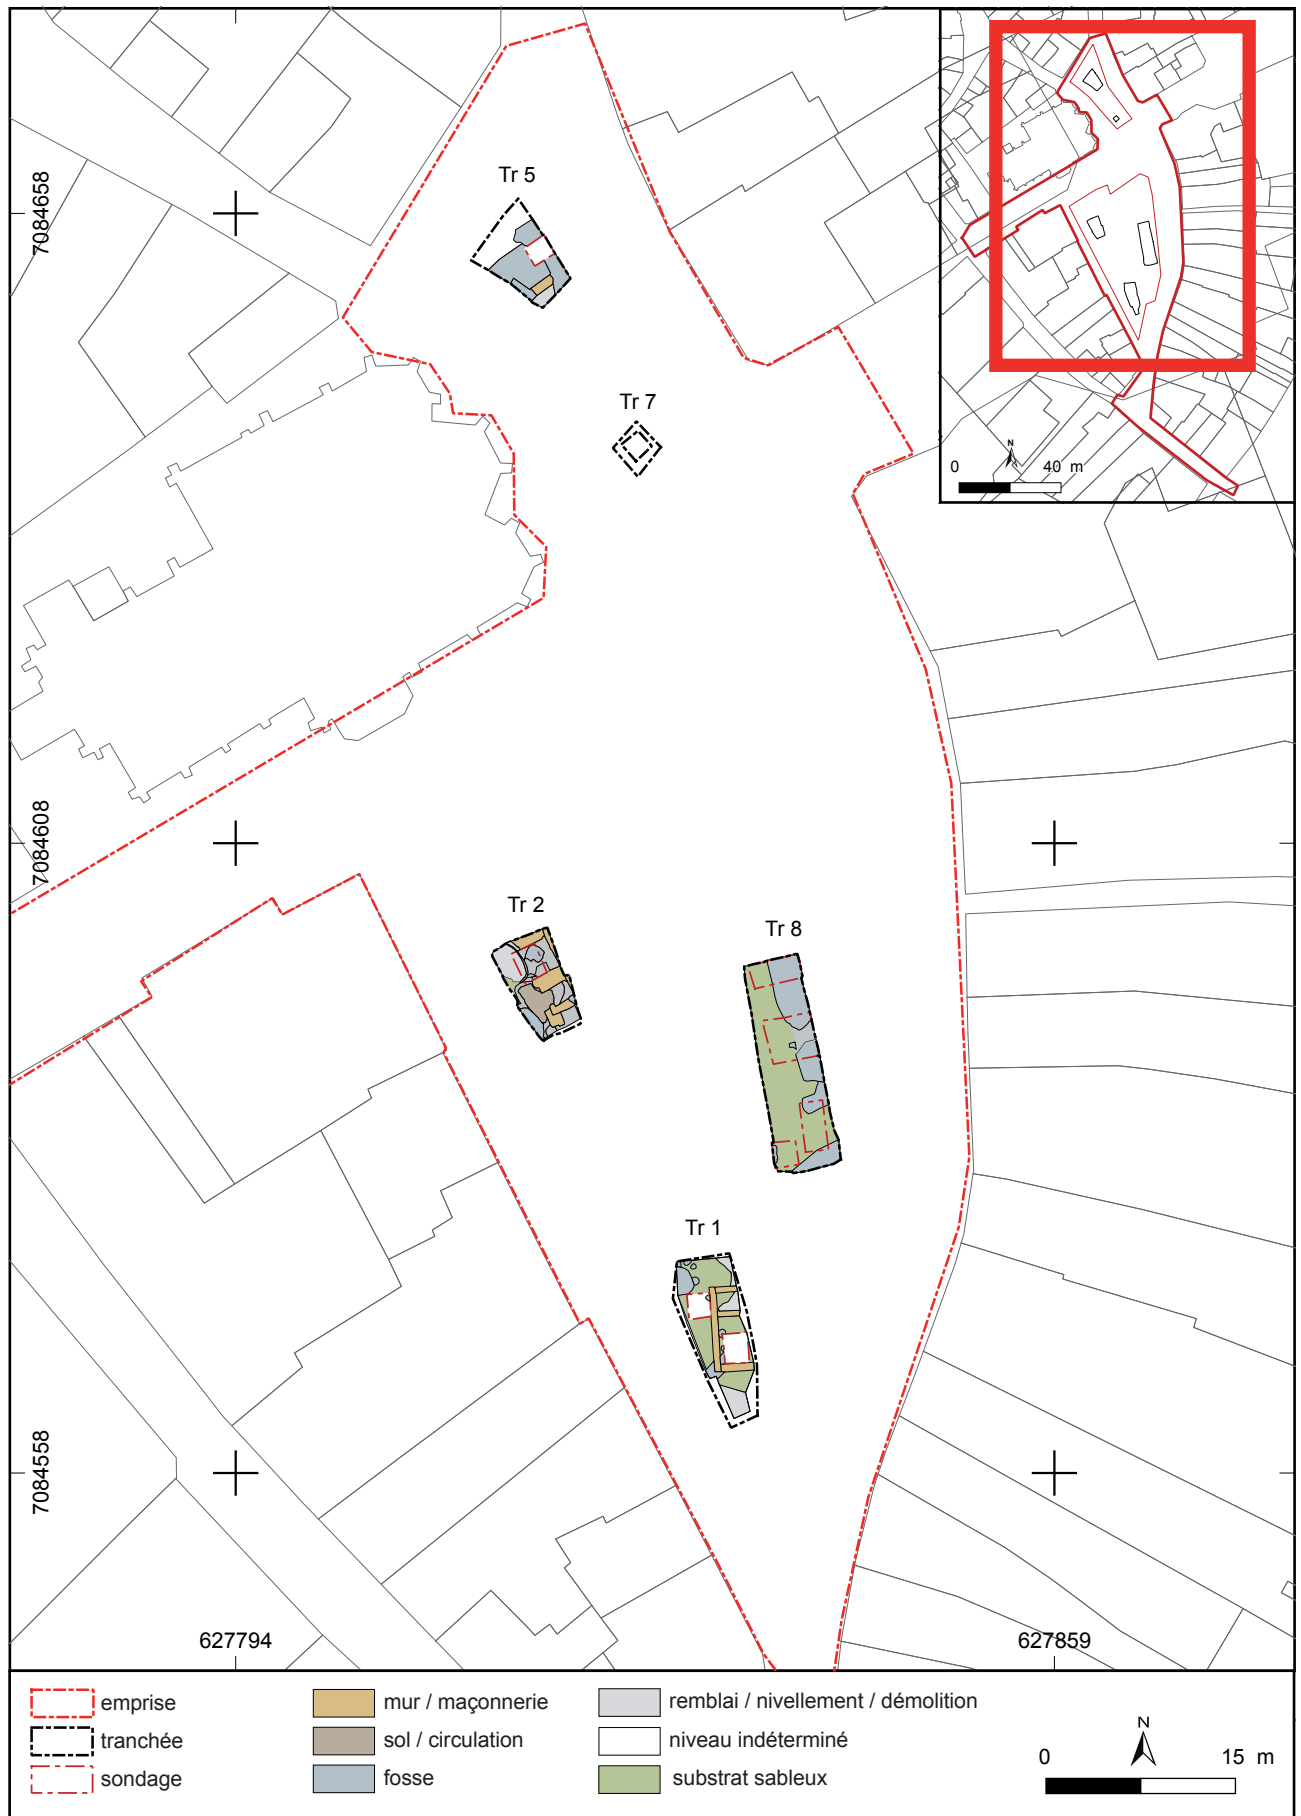 N
0 40 m
Tr 5
7084658
Tr 7
7084608
Tr 2
Tr 8
Tr 1
7084558
627794
627859
emprise
tranchée
sondage
mur / maçonnerie
sol / circulation
fosse
remblai / nivellement / démolition
niveau indéterminé
substrat sableux
N
0 15 m